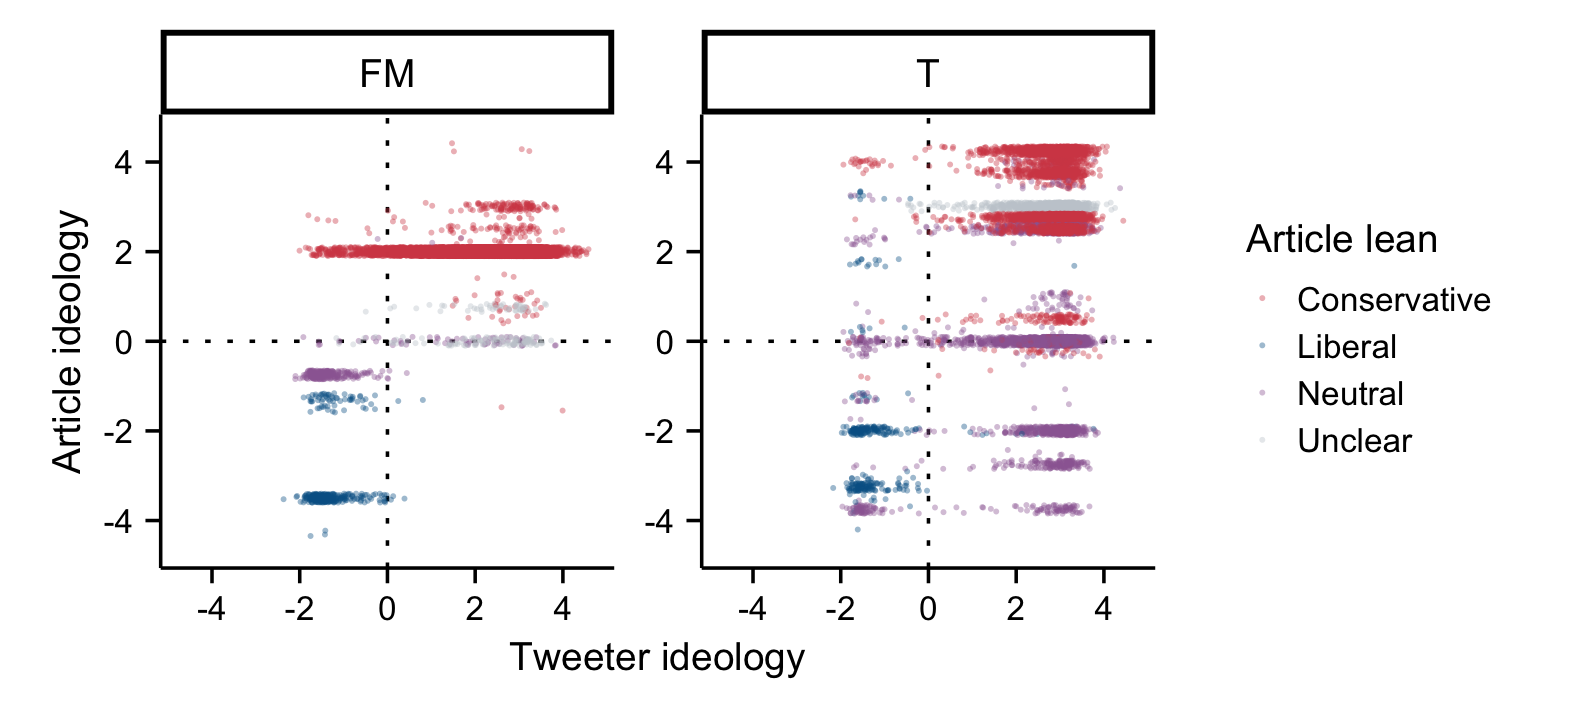 FM
T
4
2
0
-2
-4
4
2
0
-2
-4
-4
-2
0
2
4
-4
-2
0
2
4
Article ideology
Tweeter ideology
Article lean
Conservative
Liberal
Neutral
Unclear